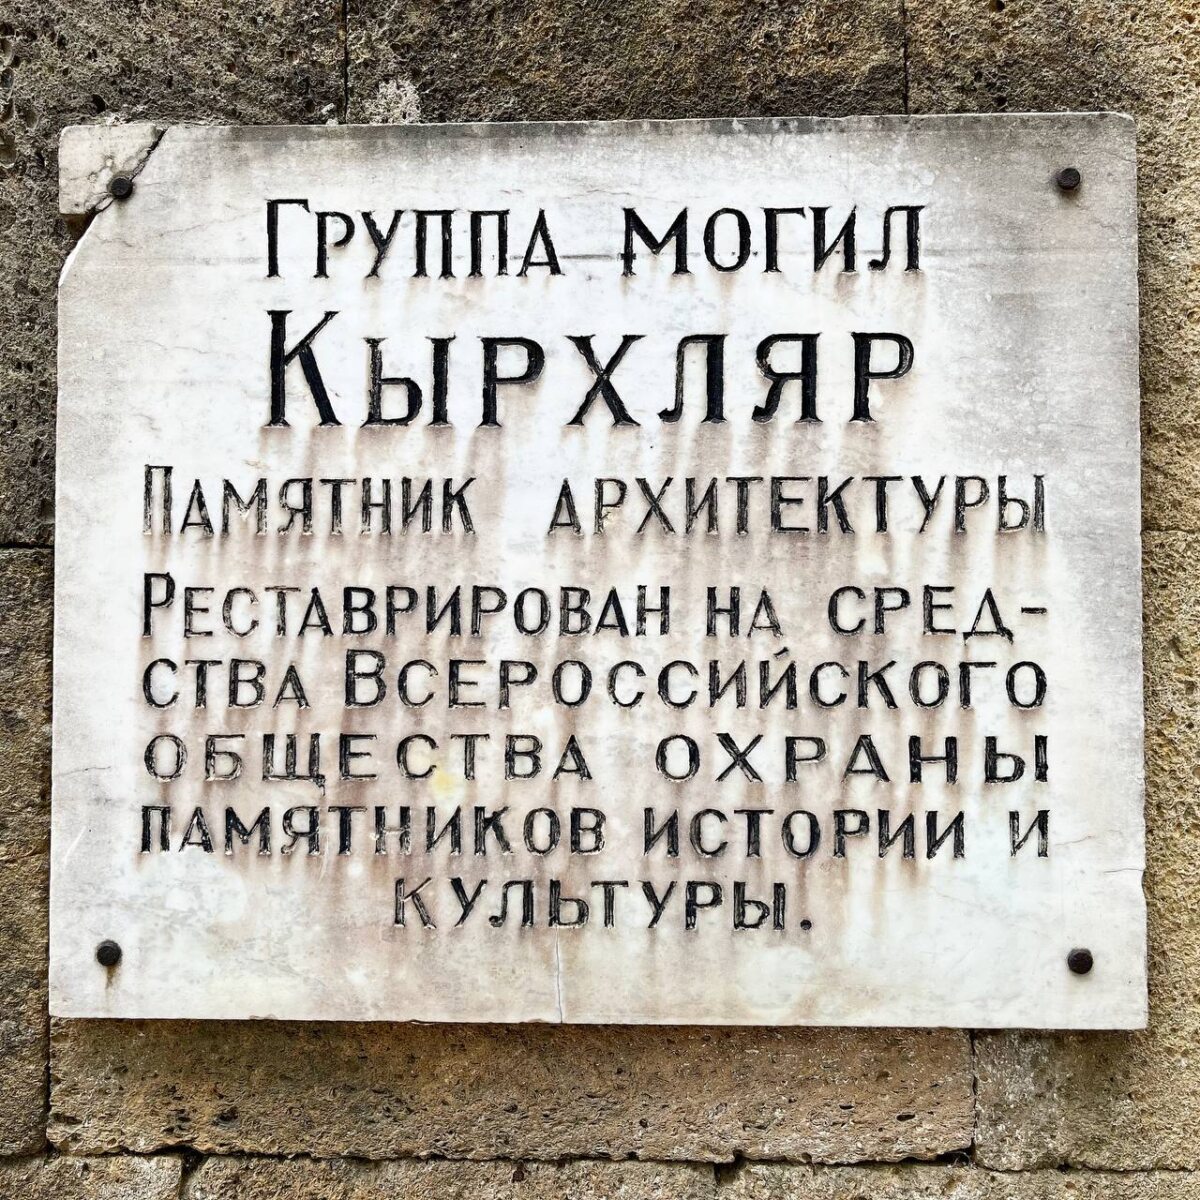 Группа могил
Кырхляр
Памятник архитектуры
Реставрирован на сред-
ства Всероссийского
общества охраны
памятников истории и
культуры.